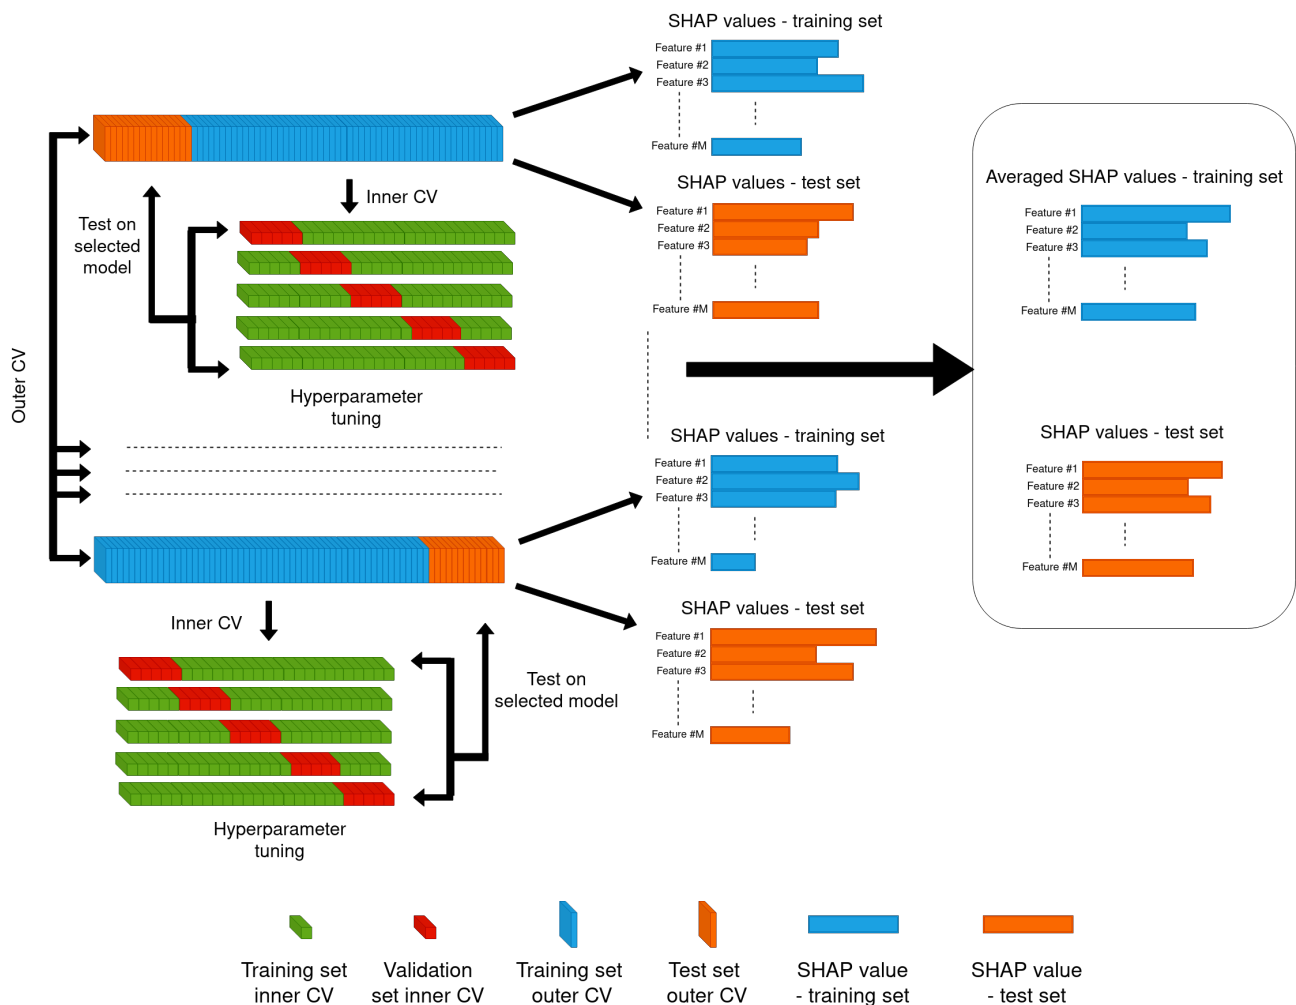 SHAP values - training set
Feature #1
Feature #2
Feature #3
Feature #M
SHAP values - test set
Feature #1
Feature #2
Feature #3
Feature #M
Inner CV
Test on
selected
model
Hyperparameter
tuning
Outer CV
Averaged SHAP values - training set
Feature #1
Feature #2
Feature #3
Feature #M
SHAP values - test set
Feature #1
Feature #2
Feature #3
Feature #M
SHAP values - training set
Feature #1
Feature #2
Feature #3
Feature #M
SHAP values - test set
Feature #1
Feature #2
Feature #3
Feature #M
Inner CV
Test on
selected model
Hyperparameter
tuning
Training set
inner CV
Validation
set inner CV
Training set
outer CV
Test set
outer CV
SHAP value
- training set
SHAP value
- test set